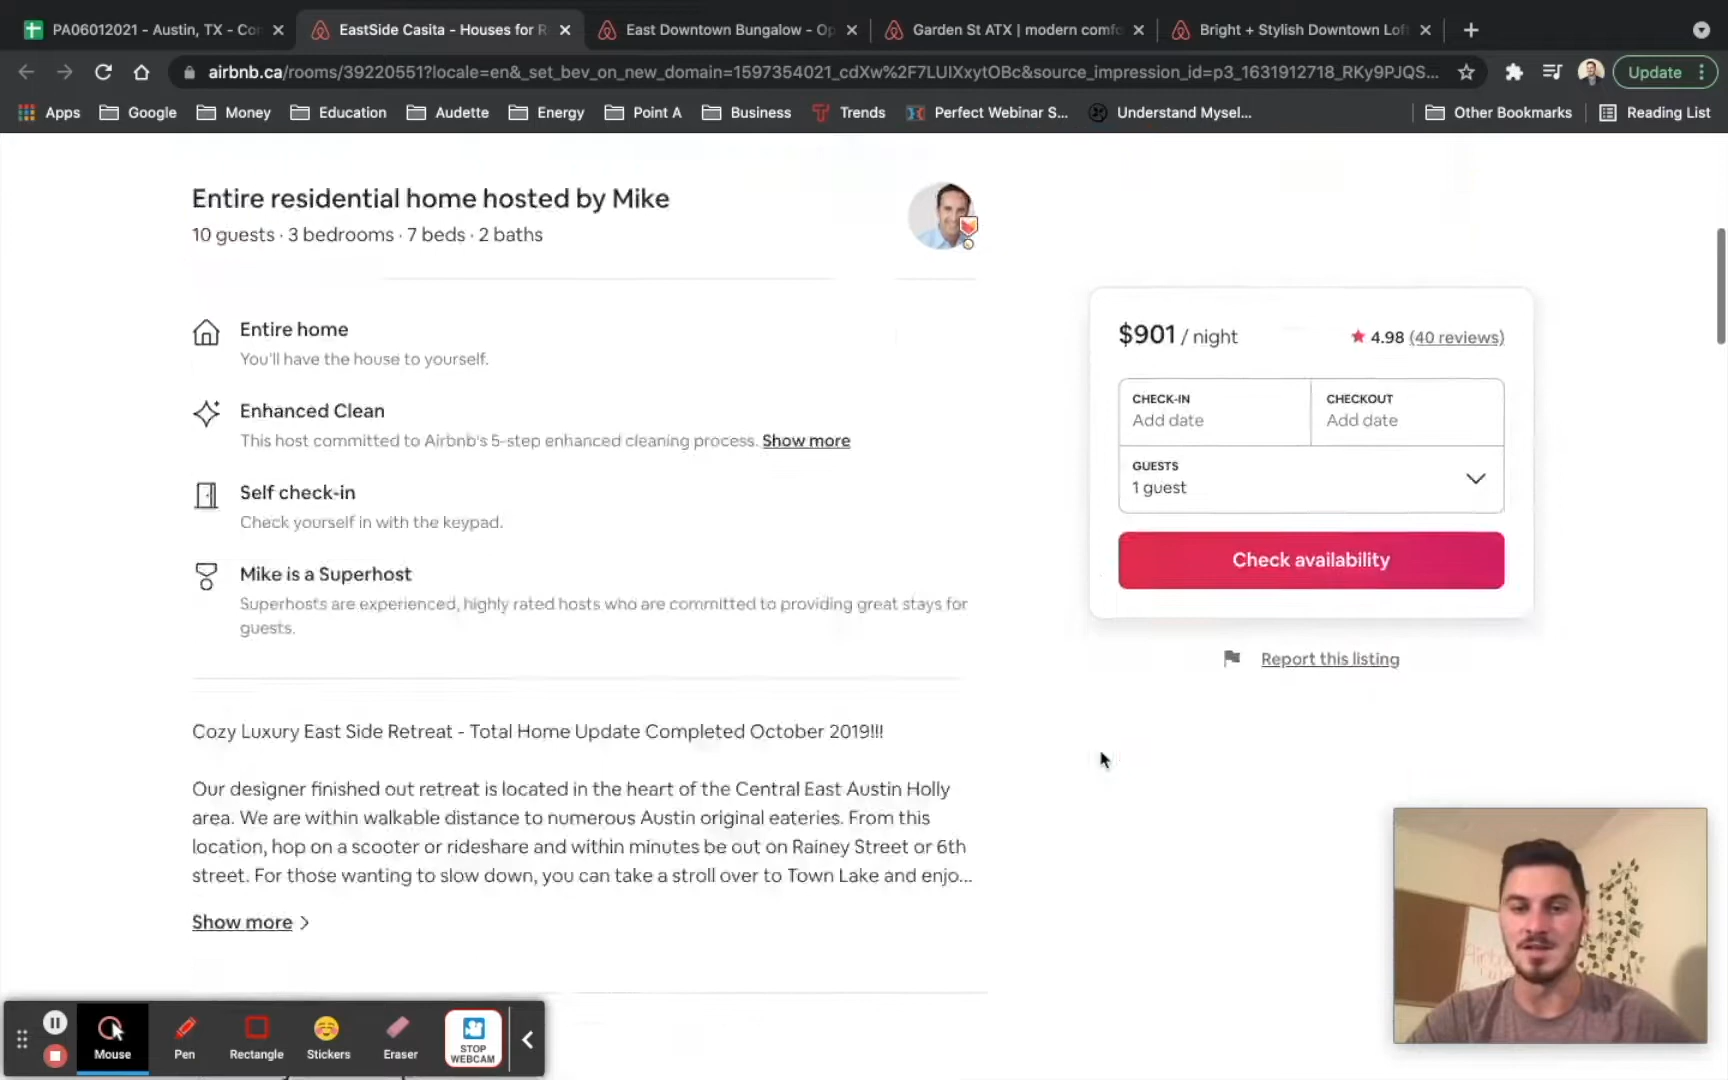 PA06012021 - Austin, TX - Co
EastSide Casita - Houses for R
East Downtown Bungalow - Op
Garden St ATX | modern comfo
Bright + Stylish Downtown Lof
airbnb.ca/rooms/39220551?locale=en&_set_bev_on_new_domain=1597354021_cdXw%2F7LUIXxytOBc&source_impression_id=p3_1631912718_RKy9PJQS...
Update
Apps
Google
Money
Education
Audette
Energy
Point A
Business
Trends
Perfect Webinar S...
Understand Mysel...
Other Bookmarks
Reading List
Entire residential home hosted by Mike
10 guests · 3 bedrooms · 7 beds · 2 baths
Entire home
You'll have the house to yourself.
Enhanced Clean
This host committed to Airbnb's 5-step enhanced cleaning process. Show more
Self check-in
Check yourself in with the keypad.
Mike is a Superhost
Superhosts are experienced, highly rated hosts who are committed to providing great stays for
guests.
Cozy Luxury East Side Retreat - Total Home Update Completed October 2019!!!
Our designer finished out retreat is located in the heart of the Central East Austin Holly
area. We are within walkable distance to numerous Austin original eateries. From this
location, hop on a scooter or rideshare and within minutes be out on Rainey Street or 6th
street. For those wanting to slow down, you can take a stroll over to Town Lake and enjo...
Show more
$901 / night
4.98 (40 reviews)
CHECK-IN
Add date
CHECKOUT
Add date
GUESTS
1 guest
Check availability
Report this listing
Mouse
Pen
Rectangle
Stickers
Eraser
STOP
WEBCAM